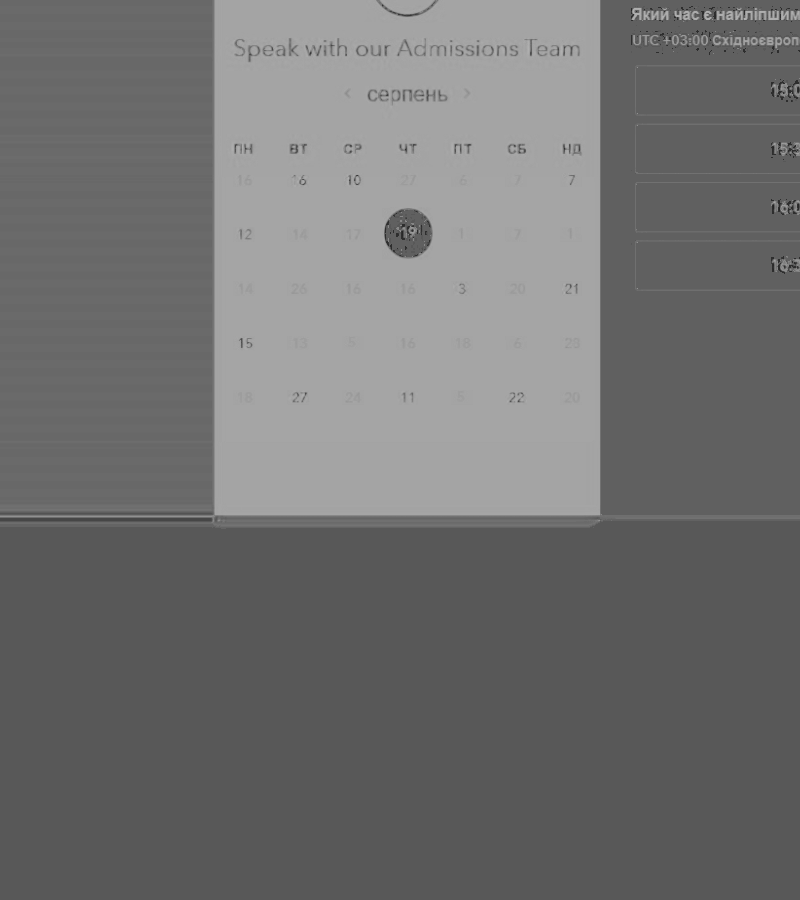 Speak with our Admissions Team
< серпень >
ПН ВТ СР ЧТ ПТ СБ НД
16 16 10 27 6 7 7
12 14 17 19 1 7 1
14 26 16 16 3 20 21
15 13 5 16 18 6 25
18 27 24 11 5 22 20
Який час є найліпшим
UTC +03:00 Східноєвроп
15:0
15:3
16:0
16:3